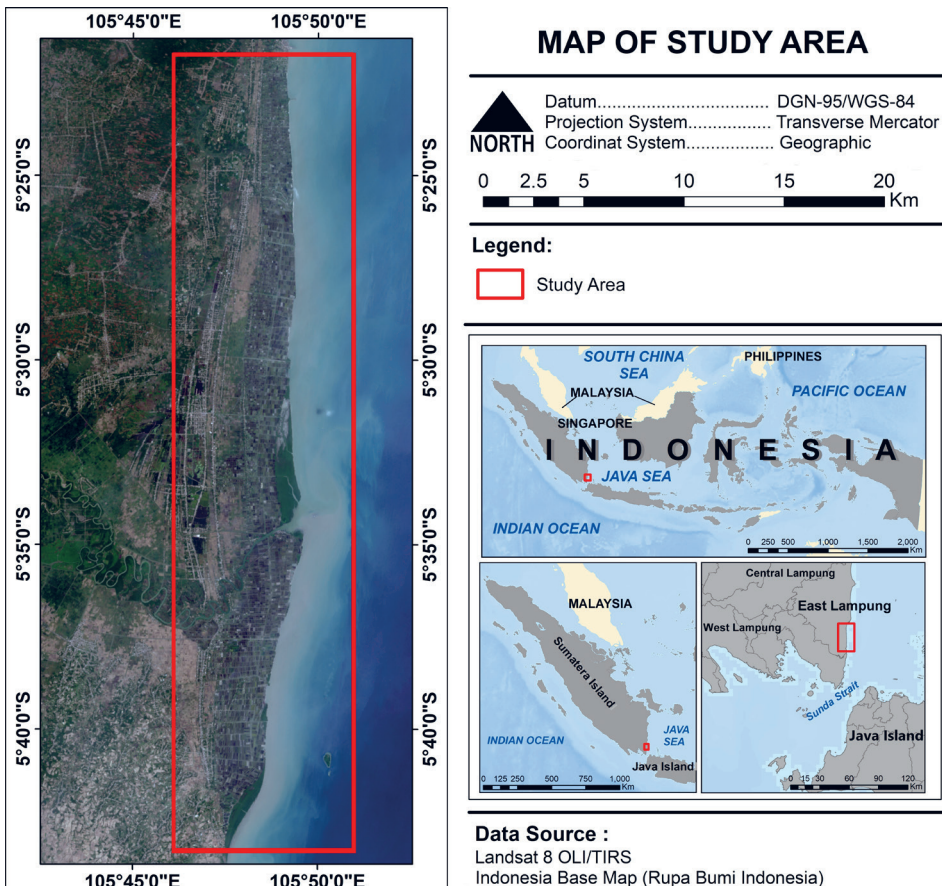 105°45'0"E 105°50'0"E
5°25'0"S
5°30'0"S
5°35'0"S
5°40'0"S
5°25'0"S
5°30'0"S
5°35'0"S
5°40'0"S
105°45'0"E 105°50'0"E
MAP OF STUDY AREA
NORTH
Datum.............................. DGN-95/WGS-84
Projection System................ Transverse Mercator
Coordinat System................ Geographic
0 2.5 5 10 15 20
Km
Legend:
Study Area
SOUTH CHINA
SEA
PHILIPPINES
MALAYSIA
PACIFIC OCEAN
SINGAPORE
INDONESIA
JAVA SEA
INDIAN OCEAN
0 250 500 1,000 1,500 2,000
Km
MALAYSIA
Sumatera Island
INDIAN OCEAN
JAVA
SEA
Java Island
0 125 250 500 750 1,000
Km
Central Lampung
East Lampung
West Lampung
Sunda Strait
Java Island
0 15 30 60 90 120
Km
Data Source :
Landsat 8 OLI/TIRS
Indonesia Base Map (Rupa Bumi Indonesia)